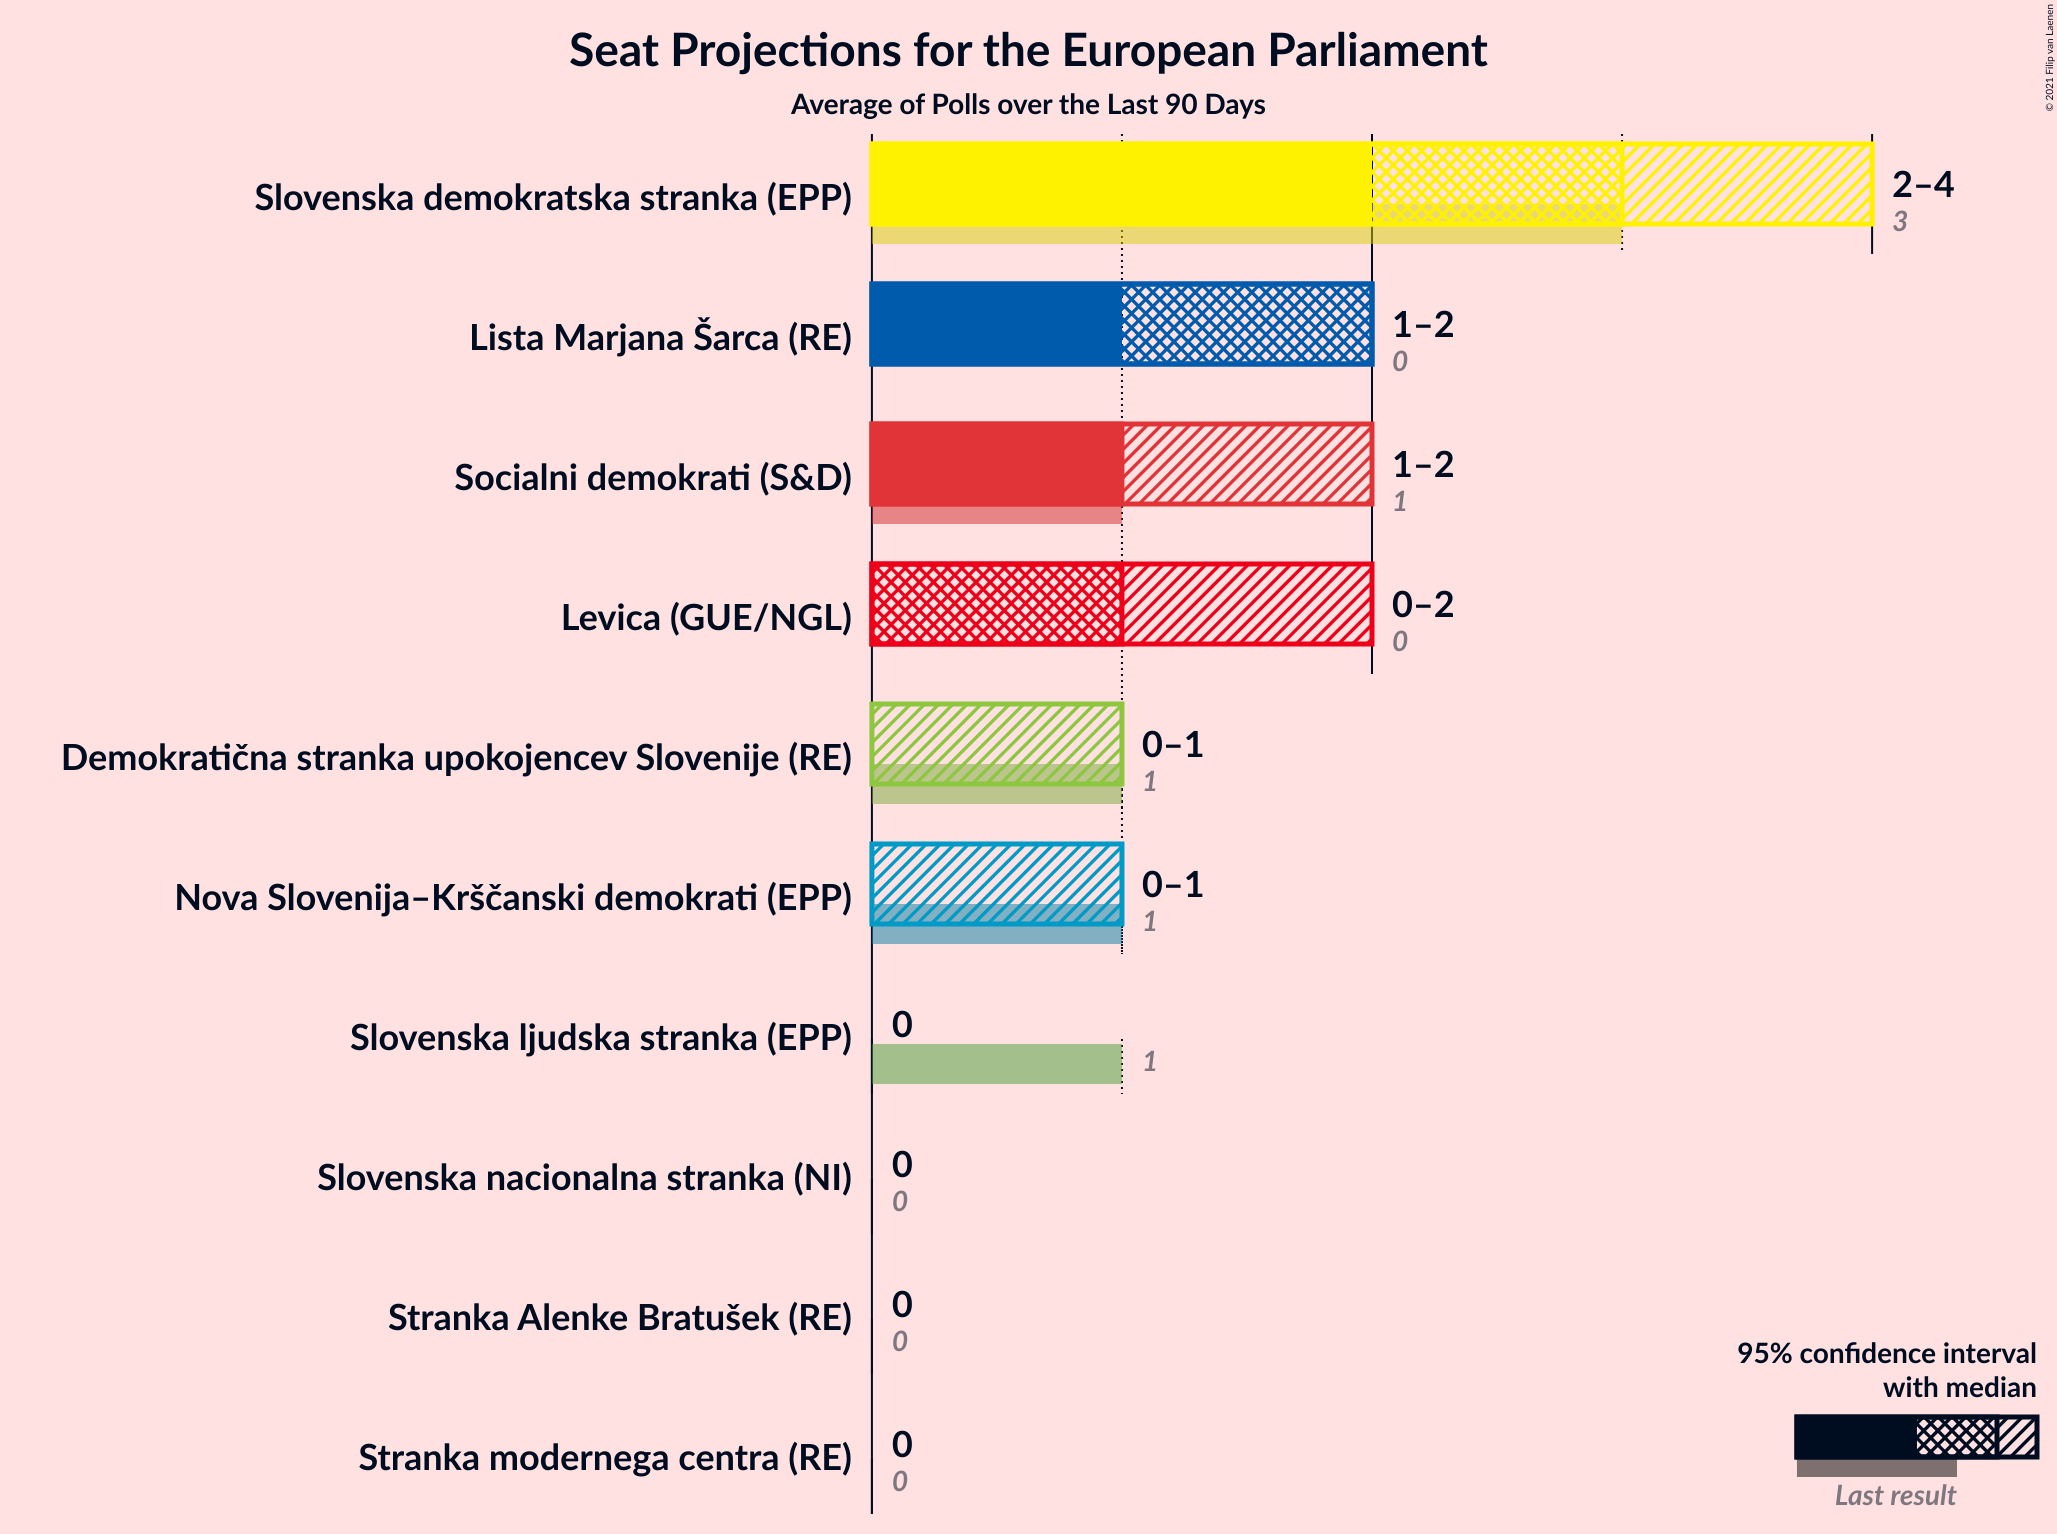 Seat Projections for the European Parliament
Average of Polls over the Last 90 Days
© 2021 Filip van Laenen
Slovenska demokratska stranka (EPP)
2–4
3
Lista Marjana Šarca (RE)
1–2
0
Socialni demokrati (S&D)
1–2
1
Levica (GUE/NGL)
0–2
0
Demokratična stranka upokojencev Slovenije (RE)
0–1
1
Nova Slovenija–Krščanski demokrati (EPP)
0–1
1
Slovenska ljudska stranka (EPP)
0
1
Slovenska nacionalna stranka (NI)
0
0
Stranka Alenke Bratušek (RE)
0
0
Stranka modernega centra (RE)
0
0
95% confidence interval
with median
Last result